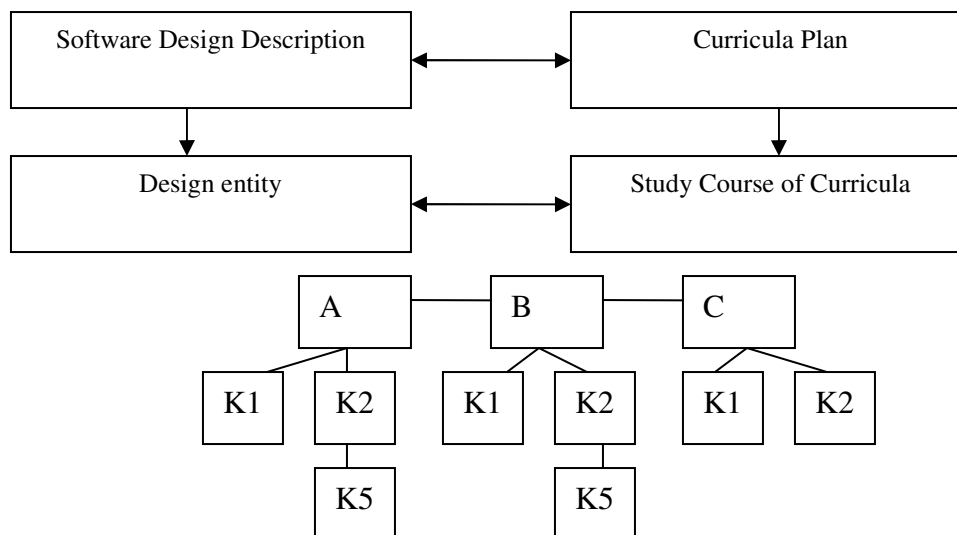 Software Design Description
Curricula Plan
Design entity
Study Course of Curricula
A
B
C
K1
K2
K1
K2
K1
K2
K5
K5